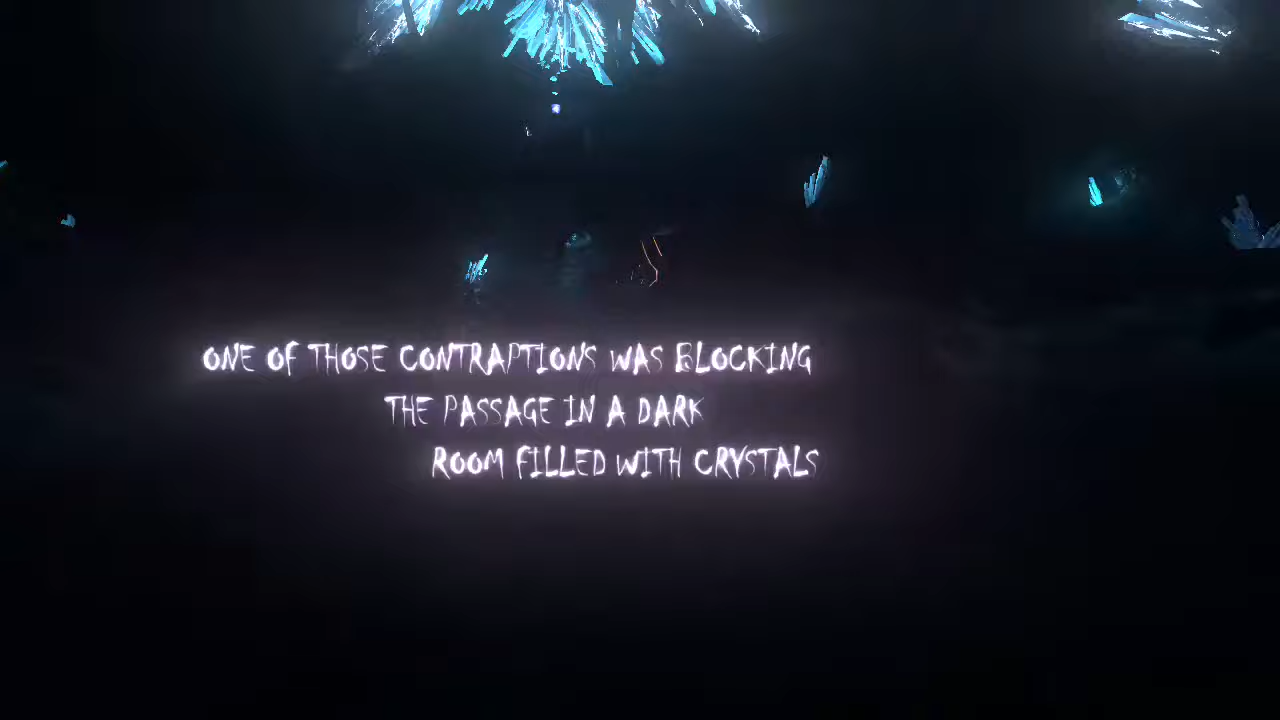 ONE OF THOSE CONTRAPTIONS WAS BLOCKING
THE PASSAGE IN A DARK
ROOM FILLED WITH CRYSTALS